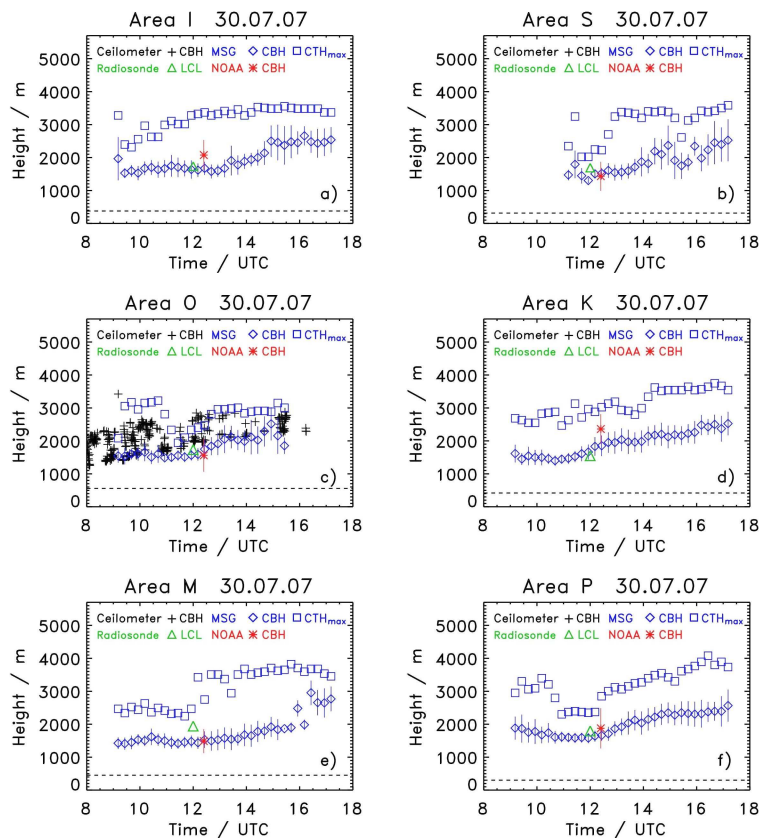 Area I 30.07.07
Ceilometer +CBH MSG ◇ CBH □ CTHmax
Radiosonde △ LCL NOAA ✳ CBH
Height / m
5000
4000
3000
2000
1000
0
a)
8 10 12 14 16 18
Time / UTC
Area S 30.07.07
Ceilometer +CBH MSG ◇ CBH □ CTHmax
Radiosonde △ LCL NOAA ✳ CBH
Height / m
5000
4000
3000
2000
1000
0
b)
8 10 12 14 16 18
Time / UTC
Area O 30.07.07
Ceilometer +CBH MSG ◇ CBH □ CTHmax
Radiosonde △ LCL NOAA ✳ CBH
Height / m
5000
4000
3000
2000
1000
0
c)
8 10 12 14 16 18
Time / UTC
Area K 30.07.07
Ceilometer +CBH MSG ◇ CBH □ CTHmax
Radiosonde △ LCL NOAA ✳ CBH
Height / m
5000
4000
3000
2000
1000
0
d)
8 10 12 14 16 18
Time / UTC
Area M 30.07.07
Ceilometer +CBH MSG ◇ CBH □ CTHmax
Radiosonde △ LCL NOAA ✳ CBH
Height / m
5000
4000
3000
2000
1000
0
e)
8 10 12 14 16 18
Time / UTC
Area P 30.07.07
Ceilometer +CBH MSG ◇ CBH □ CTHmax
Radiosonde △ LCL NOAA ✳ CBH
Height / m
5000
4000
3000
2000
1000
0
f)
8 10 12 14 16 18
Time / UTC